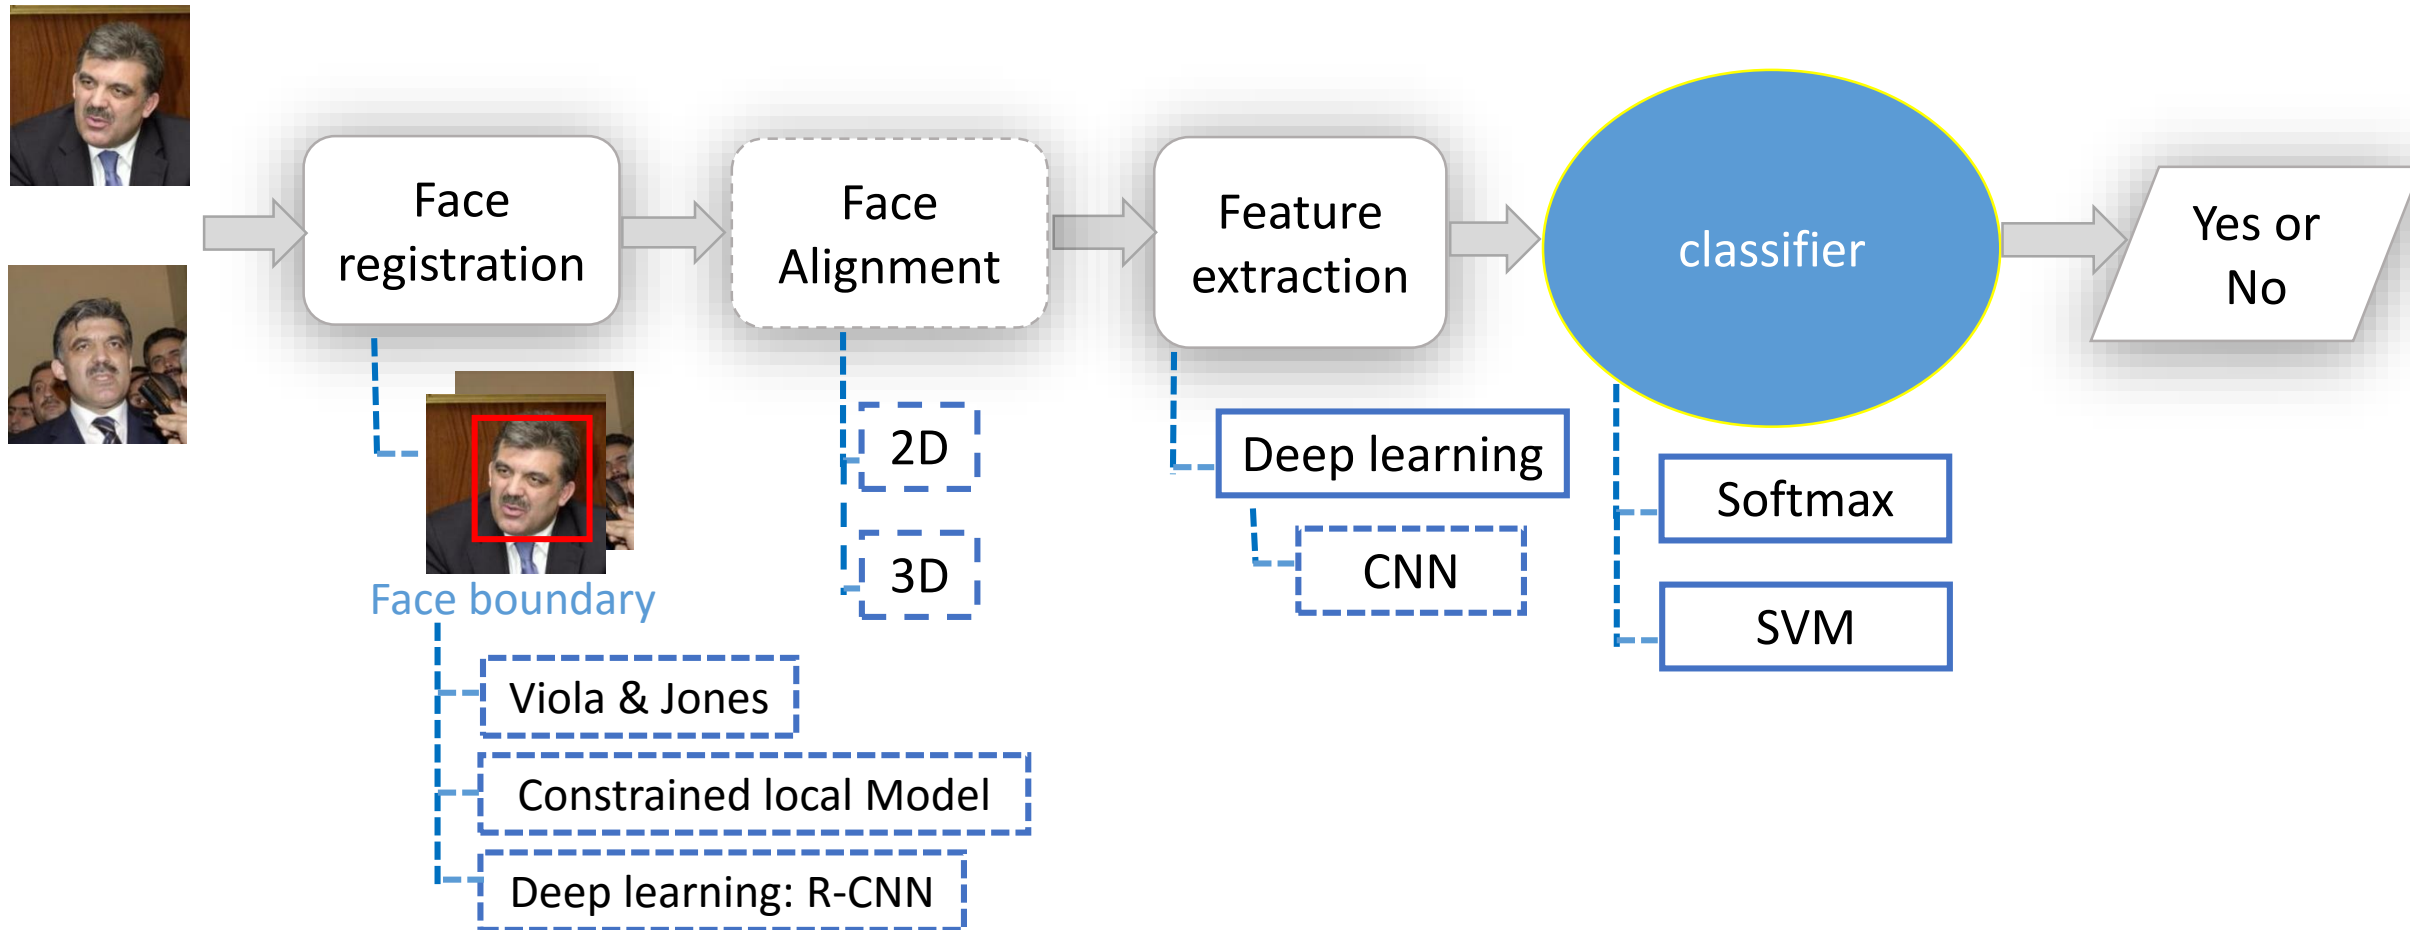 Face
registration
Face
Alignment
Feature
extraction
classifier
Yes or
No
Face boundary
Viola & Jones
Constrained local Model
Deep learning: R-CNN
2D
3D
Deep learning
CNN
Softmax
SVM